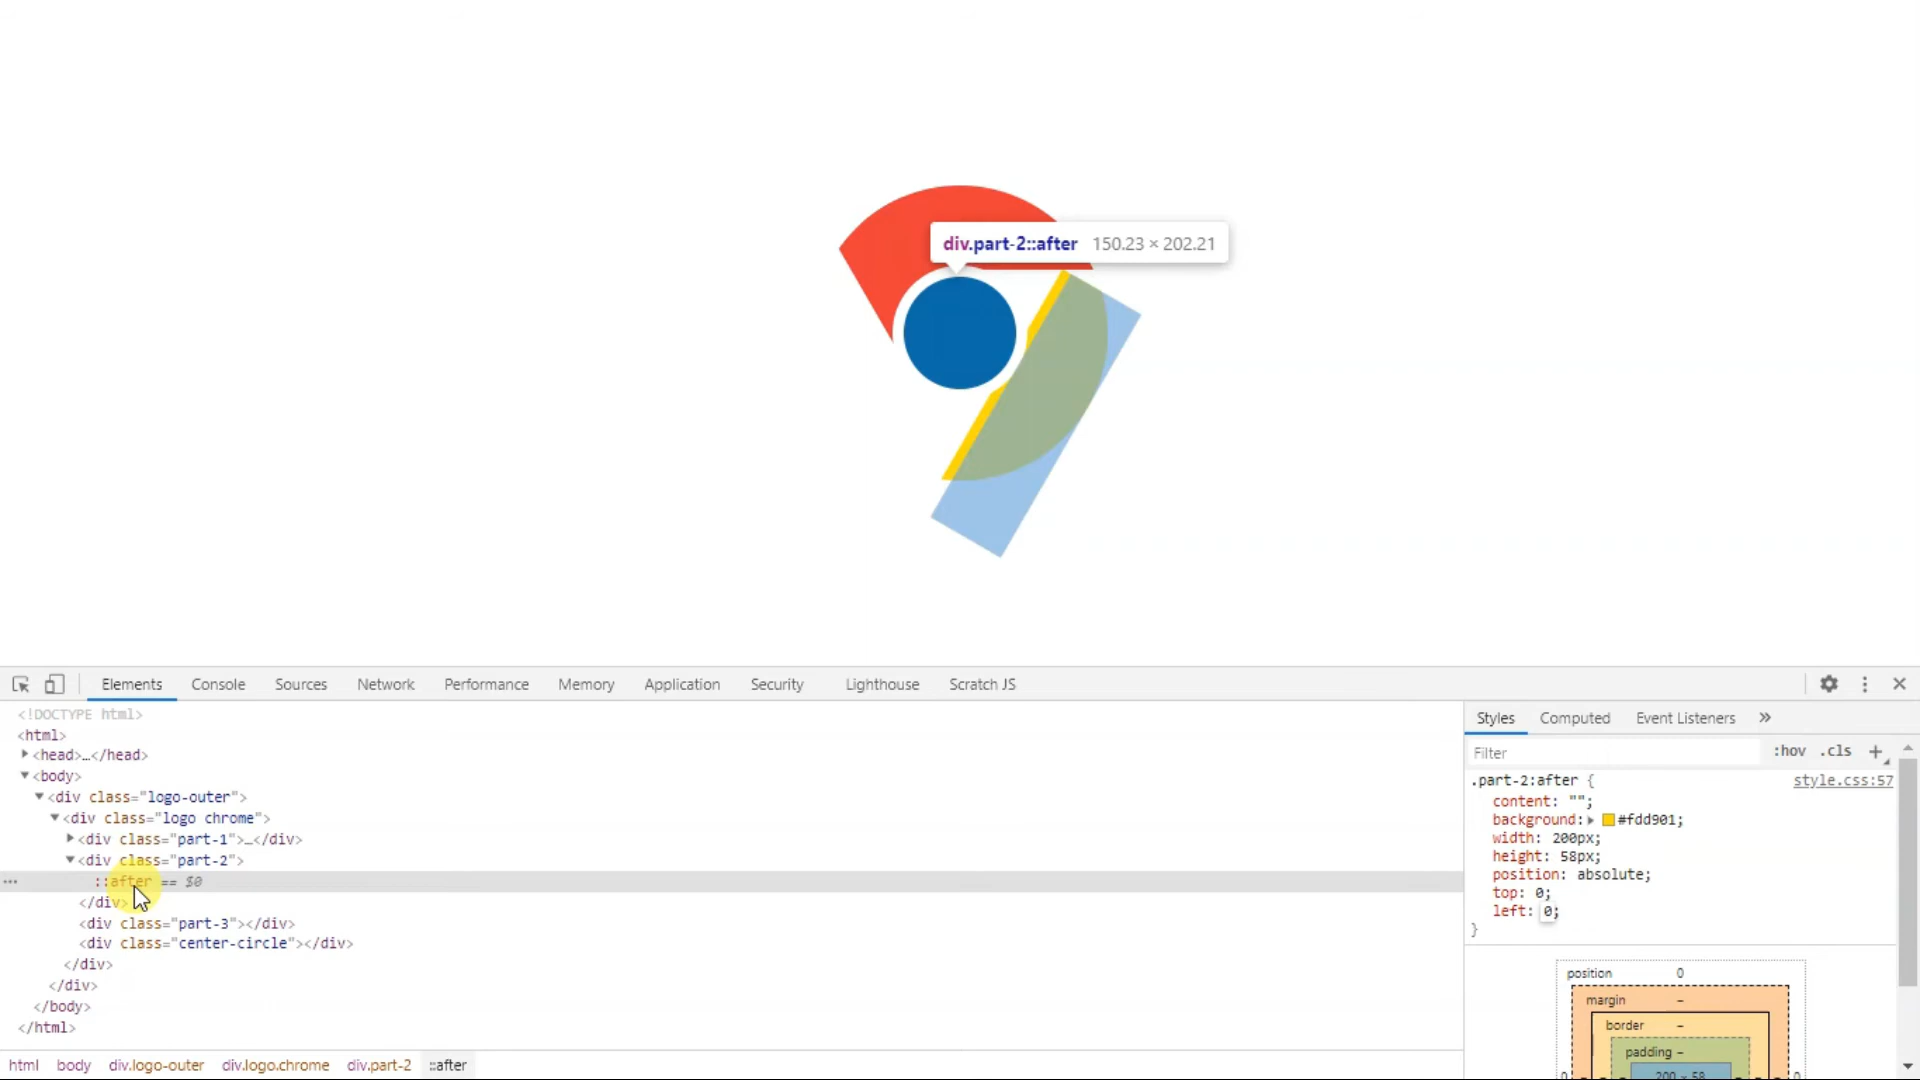 div.part-2::after 150.23 × 202.21
Elements Console Sources Network Performance Memory Application Security Lighthouse Scratch JS
<!DOCTYPE html>
<html>
<head>…</head>
<body>
<div class="logo-outer">
<div class="logo chrome">
<div class="part-1">…</div>
<div class="part-2">
… ::after == $0
</div>
<div class="part-3"></div>
<div class="center-circle"></div>
</div>
</div>
</body>
</html>
html body div.logo-outer div.logo.chrome div.part-2 ::after
Styles Computed Event Listeners »
Filter :hov .cls +
.part-2:after { style.css:57
content: "";
background: #fdd901;
width: 200px;
height: 58px;
position: absolute;
top: 0;
left: 0;
}
position 0
margin –
border –
padding –
0 – – – 200 × 58 – – – 0